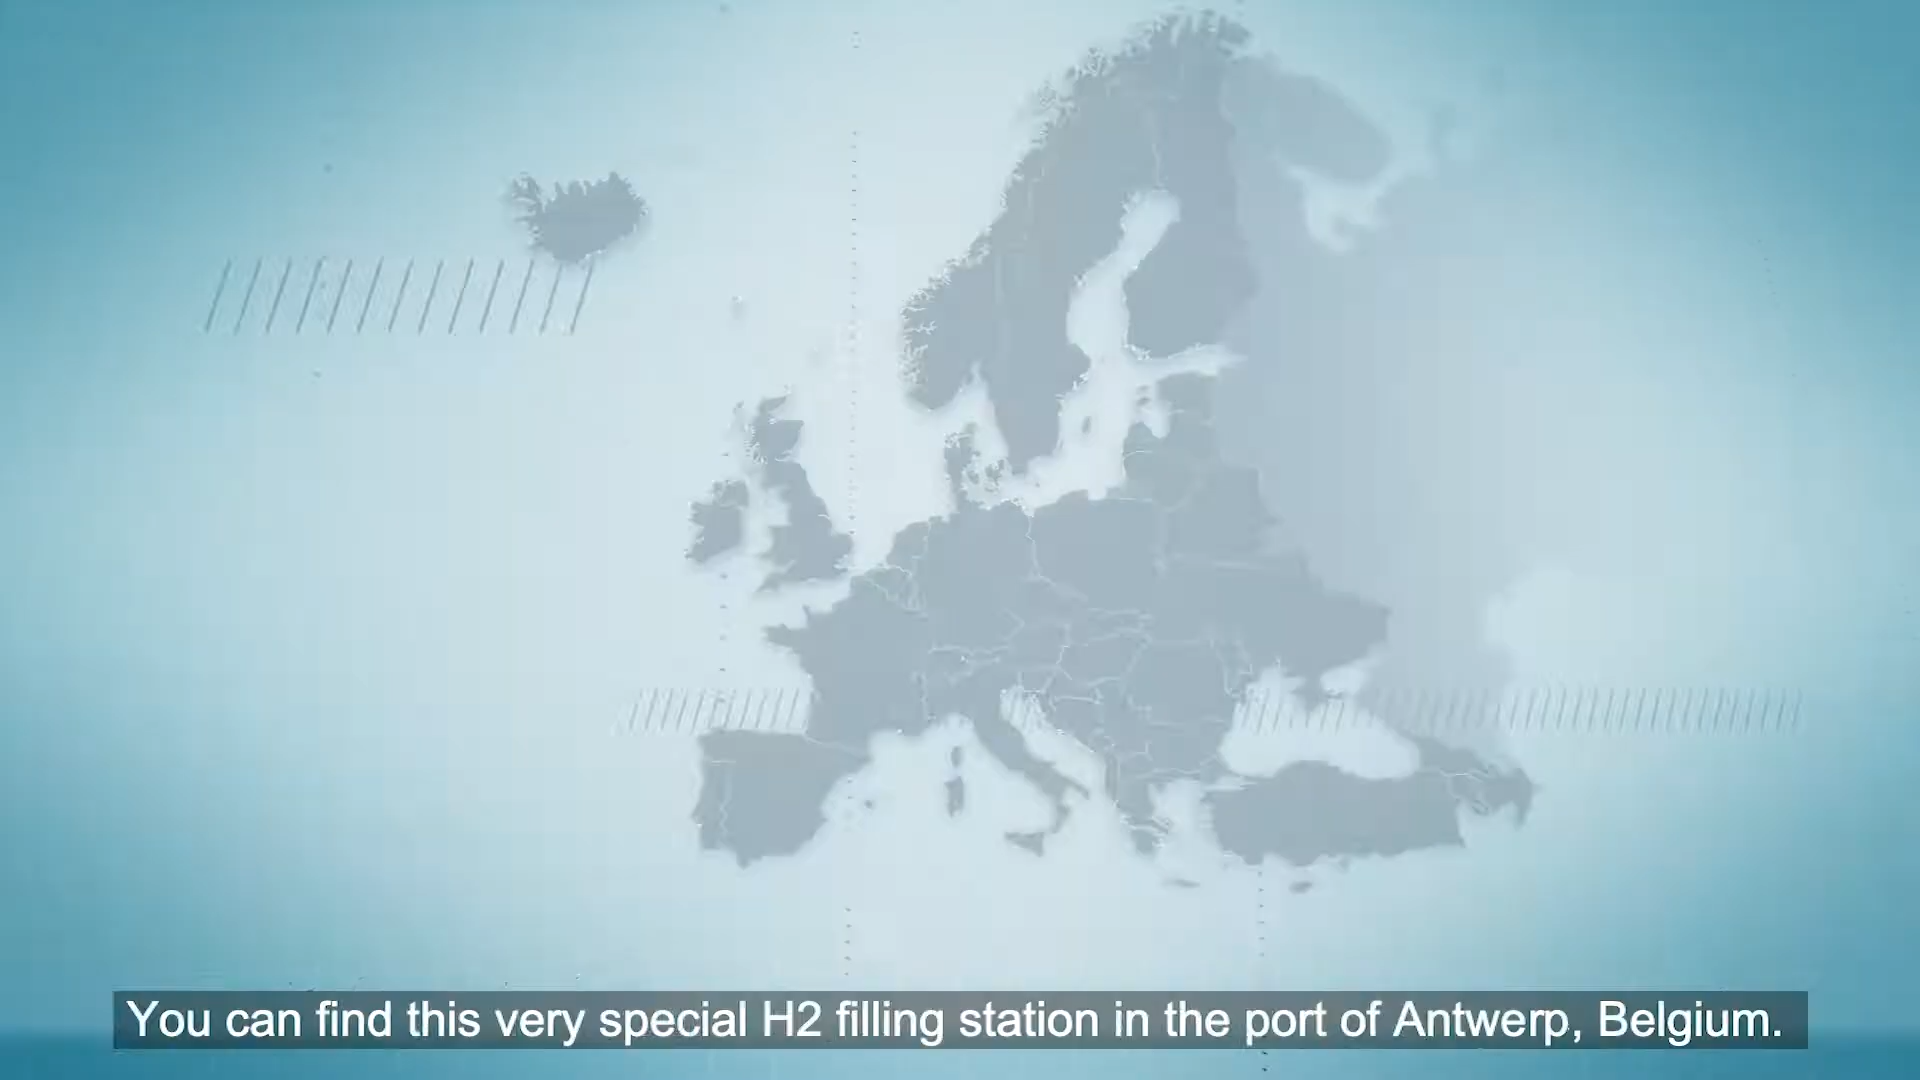 You can find this very special H2 filling station in the port of Antwerp, Belgium.